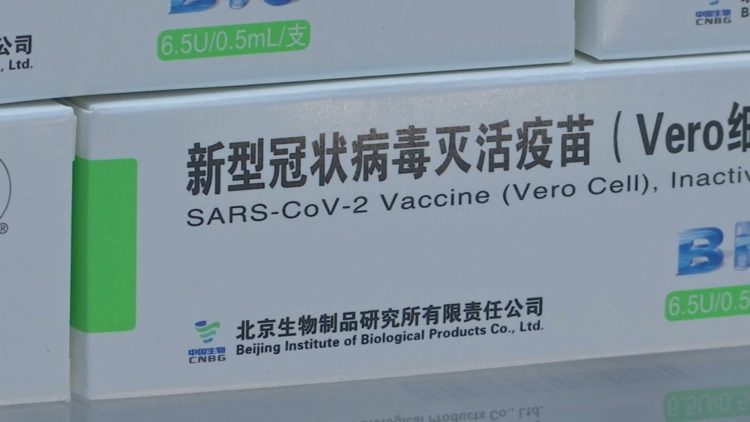 公司
., Ltd.
6.5U/0.5mL/支
中国生物
CNBG
Beijing
®
新型冠状病毒灭活疫苗（Vero细
SARS-CoV-2 Vaccine (Vero Cell), Inactiv
6.5U/0.5
中国生物
CNBG
北京生物制品研究所有限责任公司
Beijing Institute of Biological Products Co., Ltd.